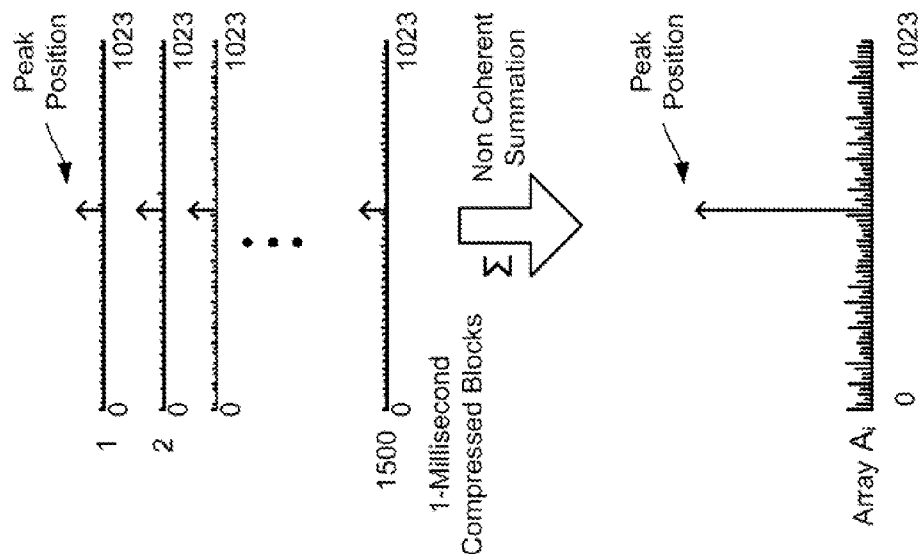 Peak
Position
1
0
1023
2
0
1023
0
1023
1500
0
1-Millisecond
Compressed Blocks
Σ
Non Coherent
Summation
1023
Peak
Position
Array Aᵢ
0
1023